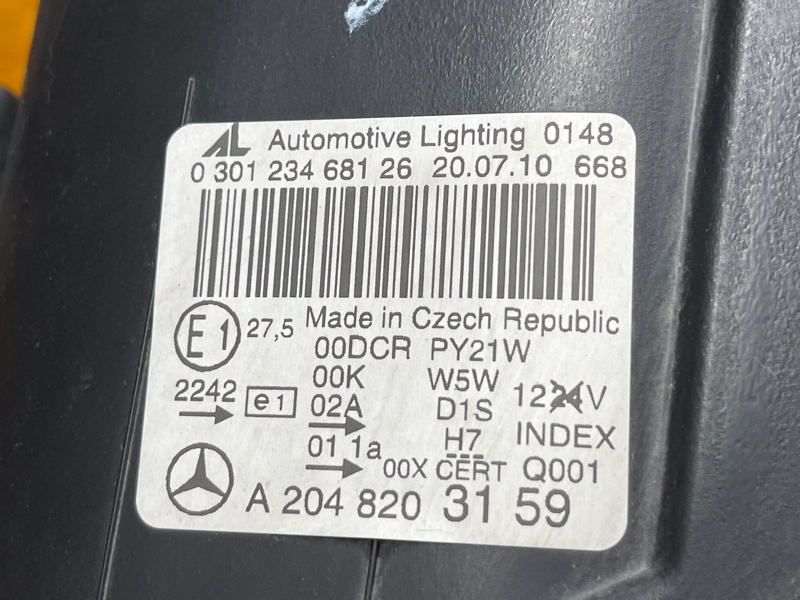 AL Automotive Lighting 0148
0 301 234 681 26 20.07.10 668
E1 27,5 Made in Czech Republic
00DCR PY21W
00K W5W 1224V
2242 e1 02A D1S
01 1a H7 INDEX
00X CERT Q001
A 204 820 31 59